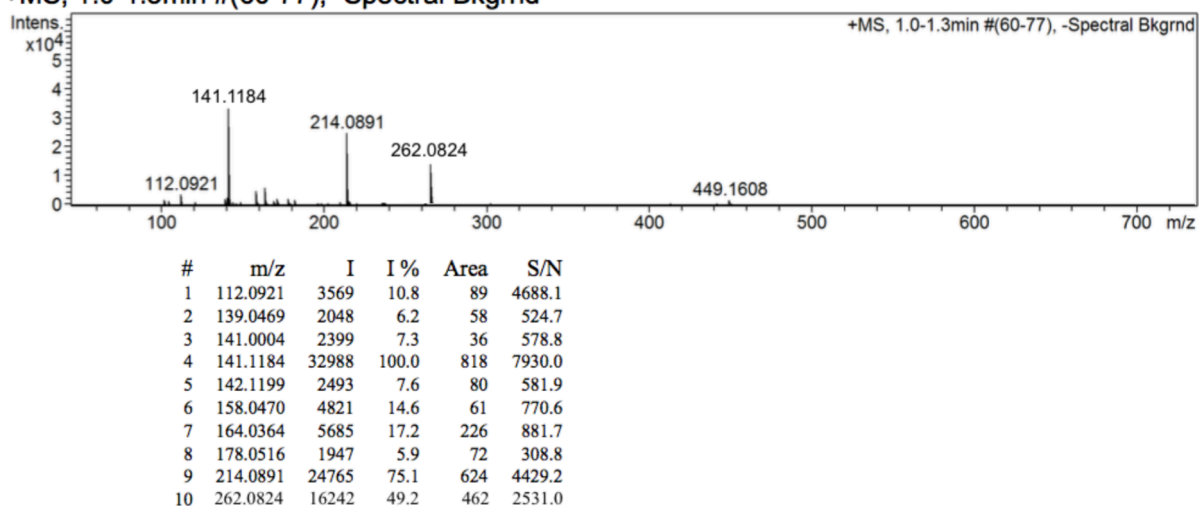 +MS, 1.0-1.3min #(60-77), -Spectral Bkgrnd
Intens.
x10⁴
5
4
3
2
1
0
141.1184
214.0891
262.0824
112.0921
449.1608
100 200 300 400 500 600 700 m/z
# m/z I I % Area S/N
1 112.0921 3569 10.8 89 4688.1
2 139.0469 2048 6.2 58 524.7
3 141.0004 2399 7.3 36 578.8
4 141.1184 32988 100.0 818 7930.0
5 142.1199 2493 7.6 80 581.9
6 158.0470 4821 14.6 61 770.6
7 164.0364 5685 17.2 226 881.7
8 178.0516 1947 5.9 72 308.8
9 214.0891 24765 75.1 624 4429.2
10 262.0824 16242 49.2 462 2531.0